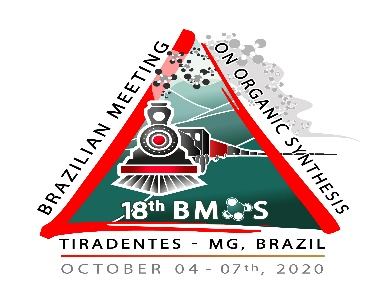 BRAZILIAN MEETING
ON ORGANIC SYNTHESIS
18th BMOS
TIRADENTES - MG, BRAZIL
OCTOBER 04 - 07th, 2020